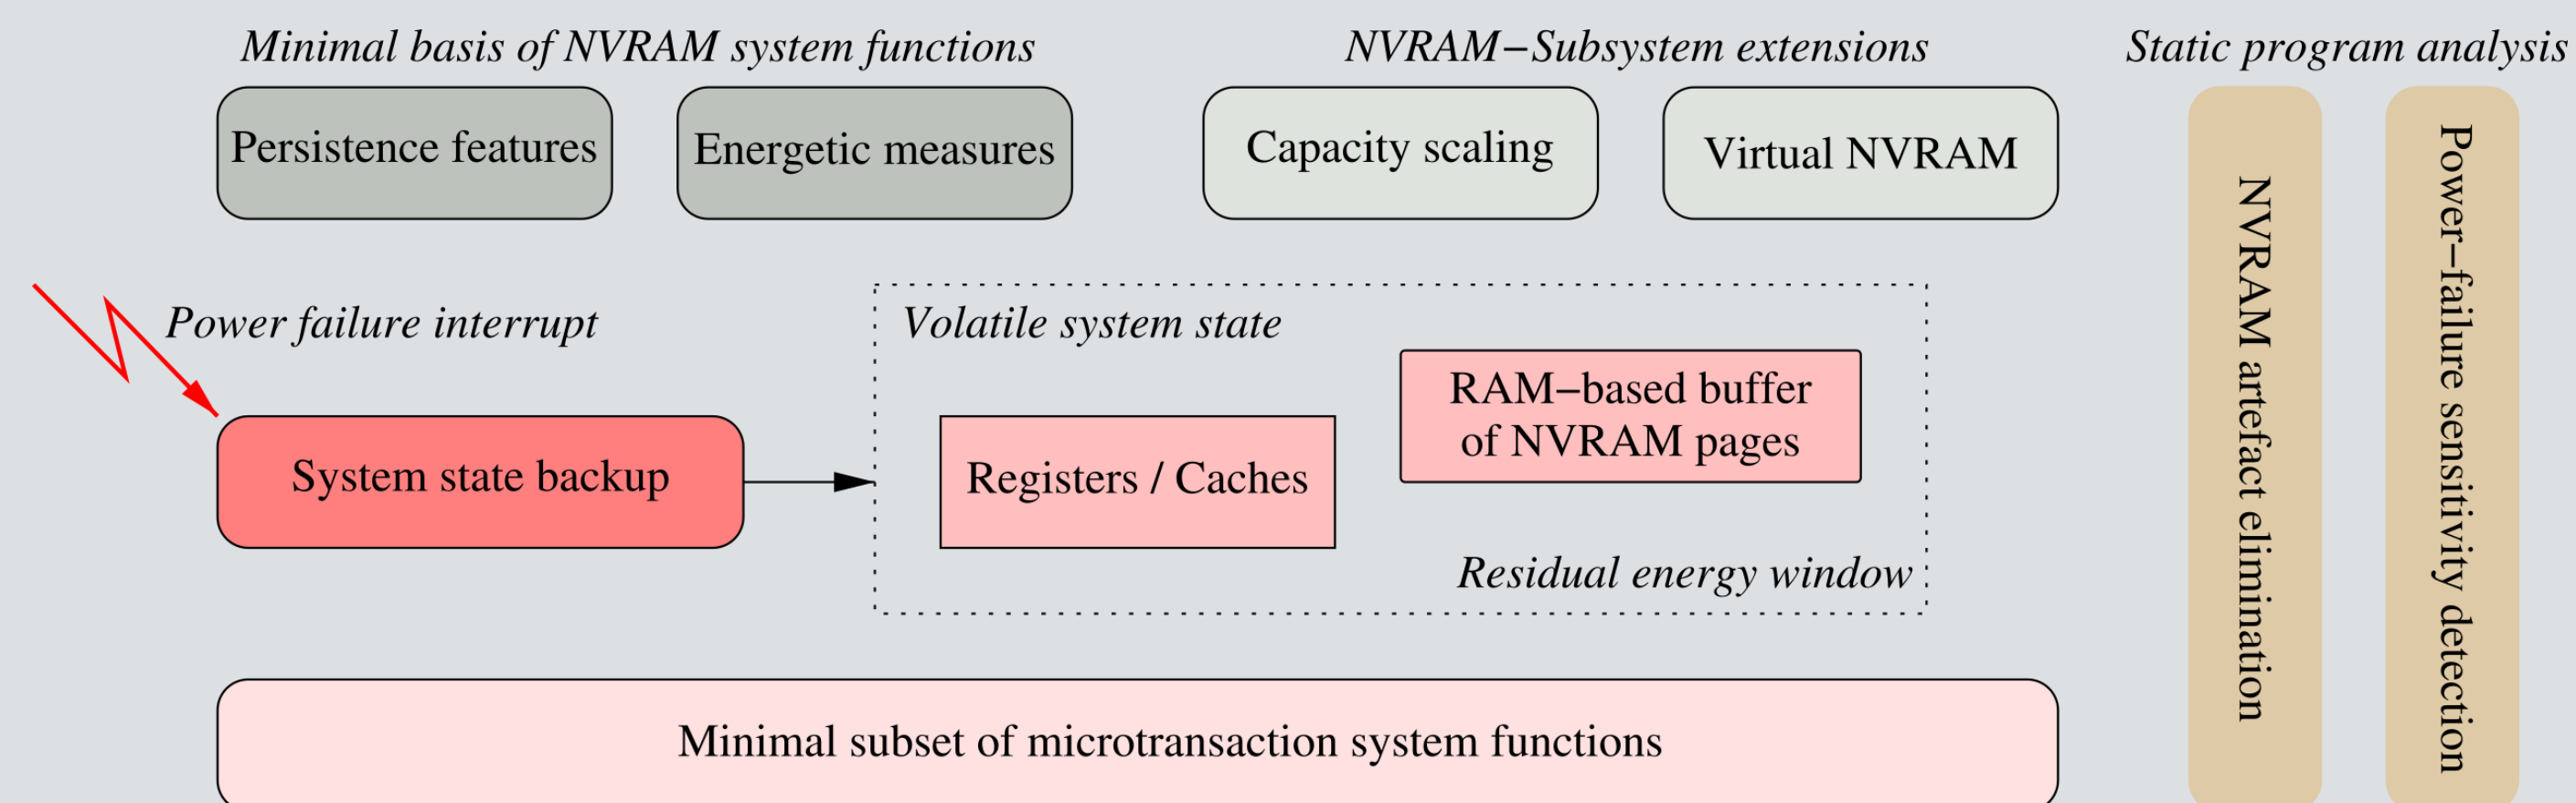 Minimal basis of NVRAM system functions
NVRAM−Subsystem extensions
Static program analysis
Persistence features
Energetic measures
Capacity scaling
Virtual NVRAM
NVRAM artefact elimination
Power−failure sensitivity detection
Power failure interrupt
Volatile system state
RAM−based buffer
of NVRAM pages
System state backup
Registers / Caches
Residual energy window
Minimal subset of microtransaction system functions